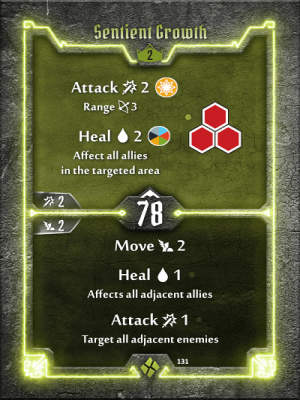 Sentient Growth
2
Attack 2
Range 3
Heal 2
Affect all allies
in the targeted area
2
78
2
Move 2
Heal 1
Affects all adjacent allies
Attack 1
Target all adjacent enemies
131